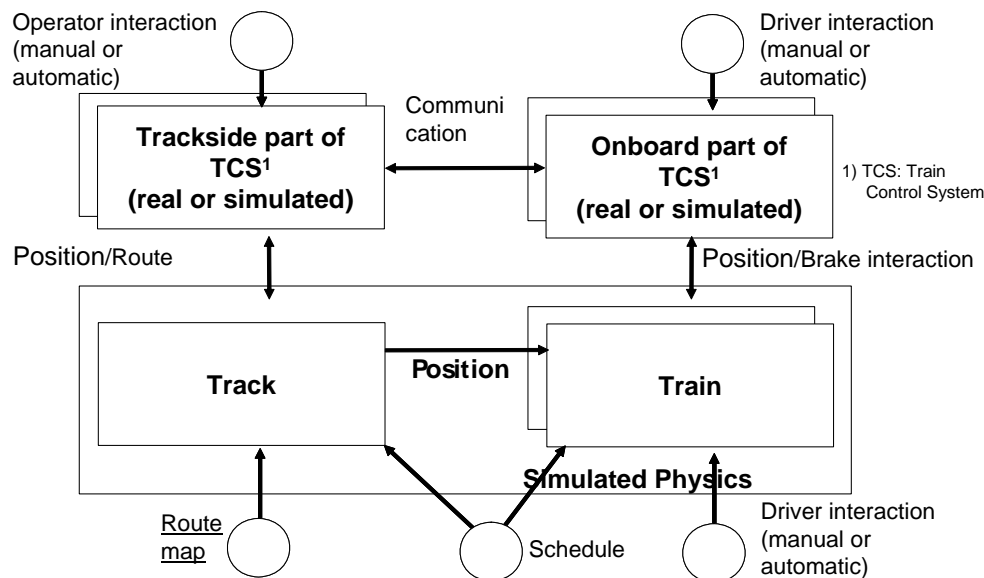 Operator interaction
(manual or
automatic)
Driver interaction
(manual or
automatic)
Communi
cation
Trackside part of
TCS¹
(real or simulated)
Onboard part of
TCS¹
(real or simulated)
1) TCS: Train
Control System
Position/Route
Position/Brake interaction
Track
Position
Train
Simulated Physics
Route
map
Schedule
Driver interaction
(manual or
automatic)